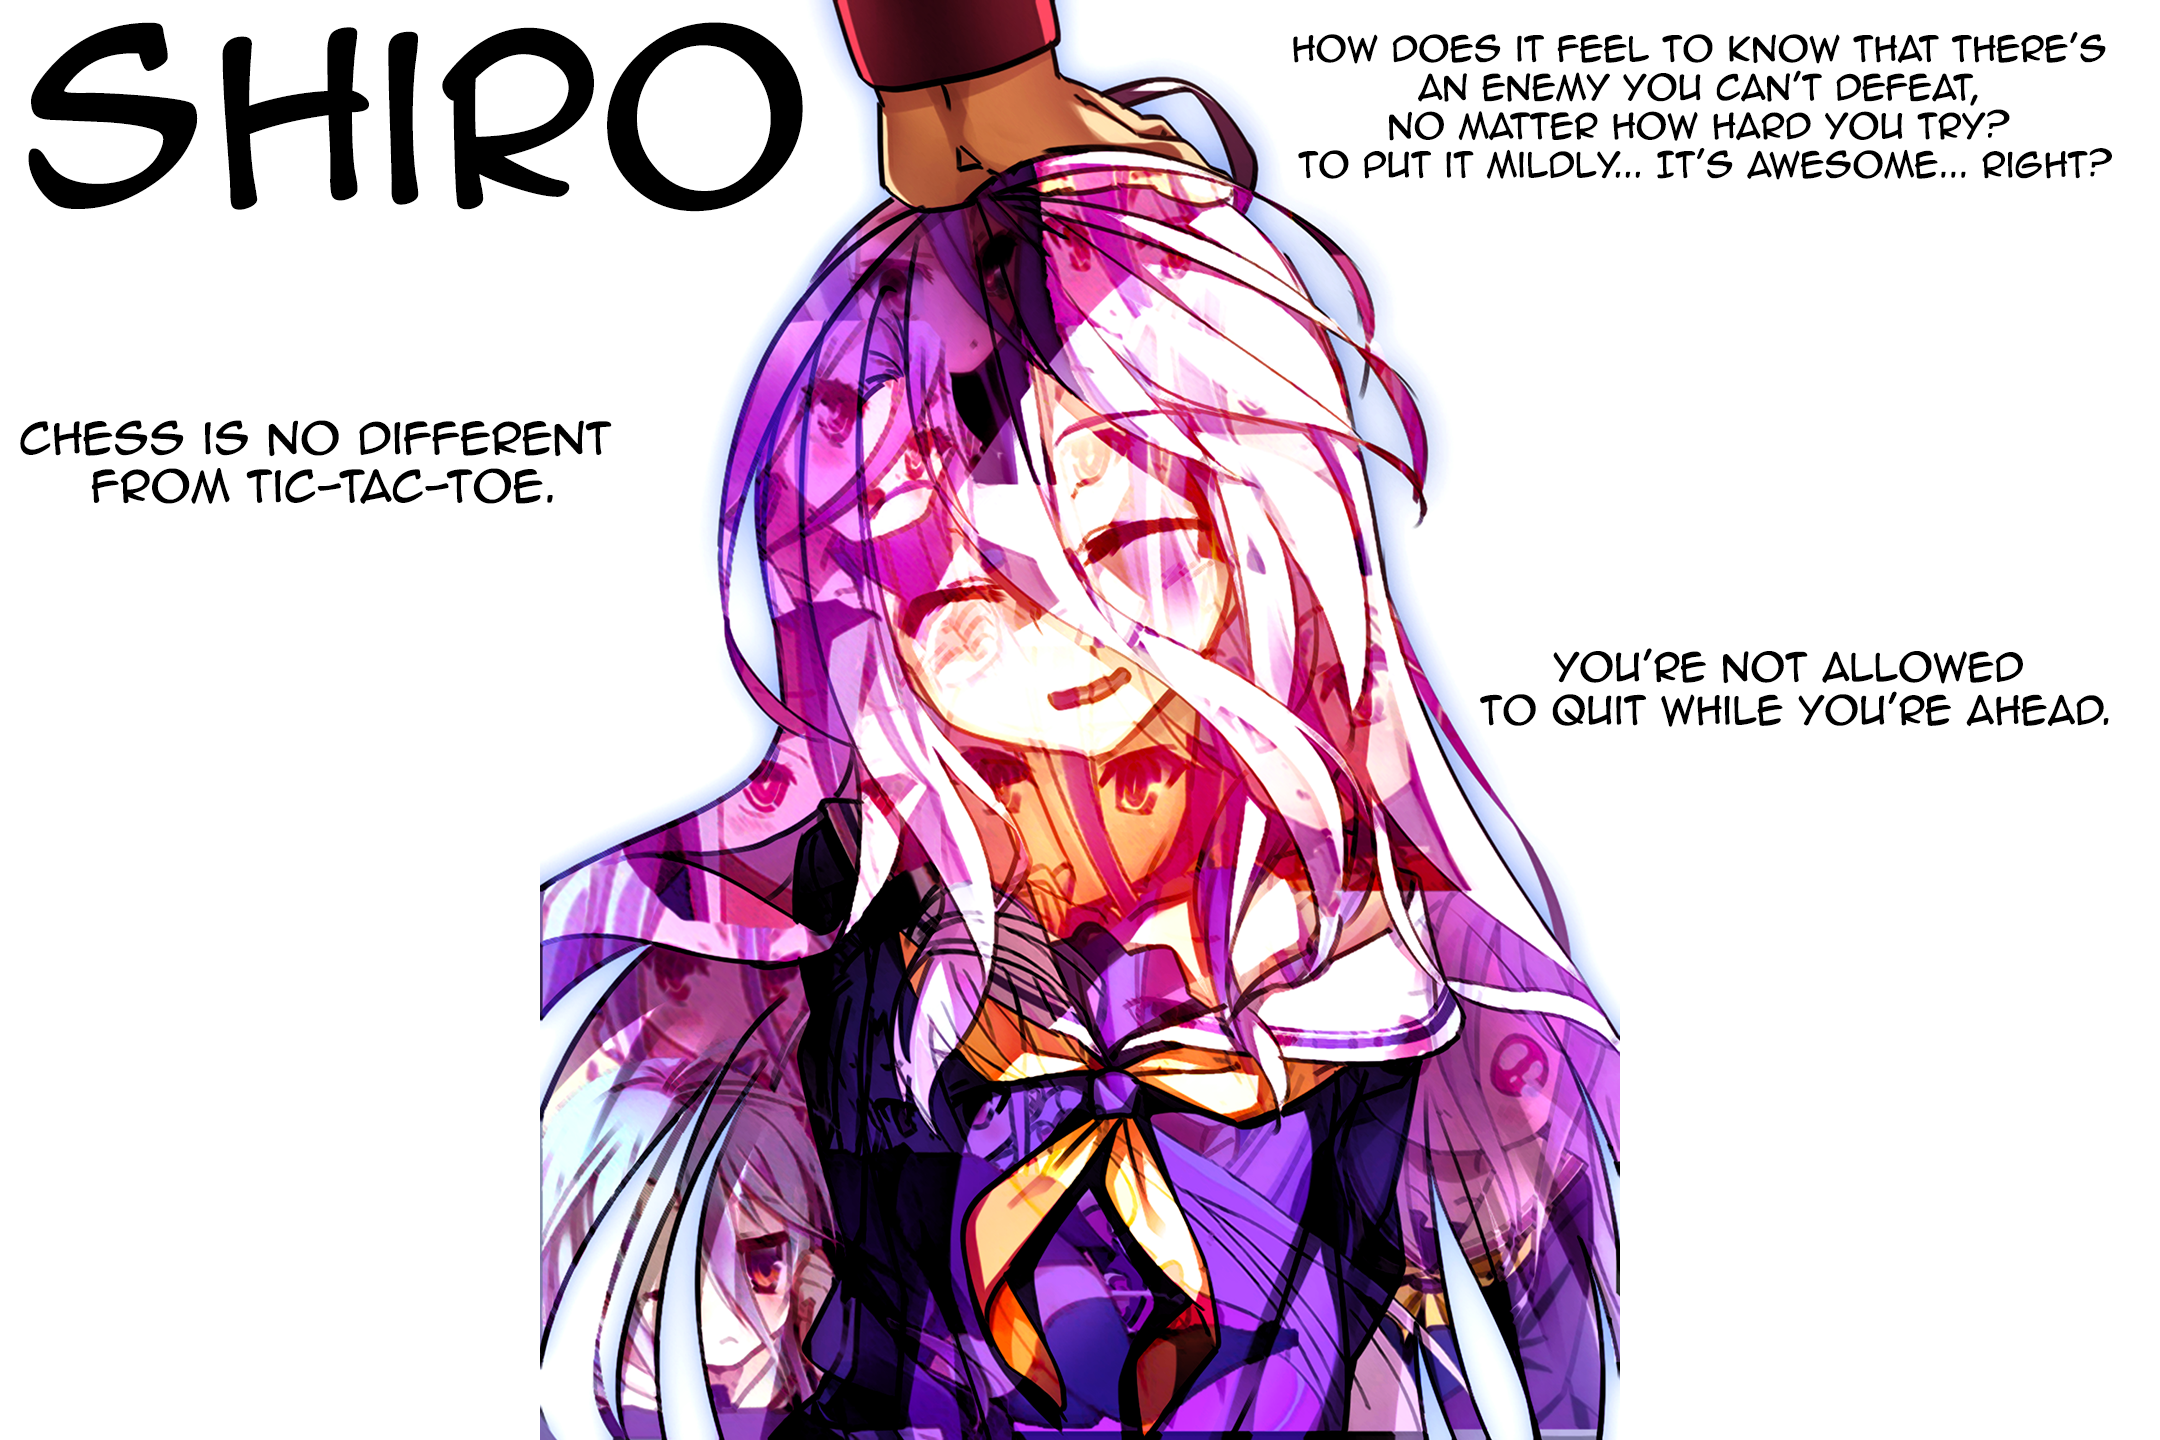 SHIRO
HOW DOES IT FEEL TO KNOW THAT THERE'S
AN ENEMY YOU CAN'T DEFEAT,
NO MATTER HOW HARD YOU TRY?
TO PUT IT MILDLY... IT'S AWESOME... RIGHT?
CHESS IS NO DIFFERENT
FROM TIC-TAC-TOE.
YOU'RE NOT ALLOWED
TO QUIT WHILE YOU'RE AHEAD.